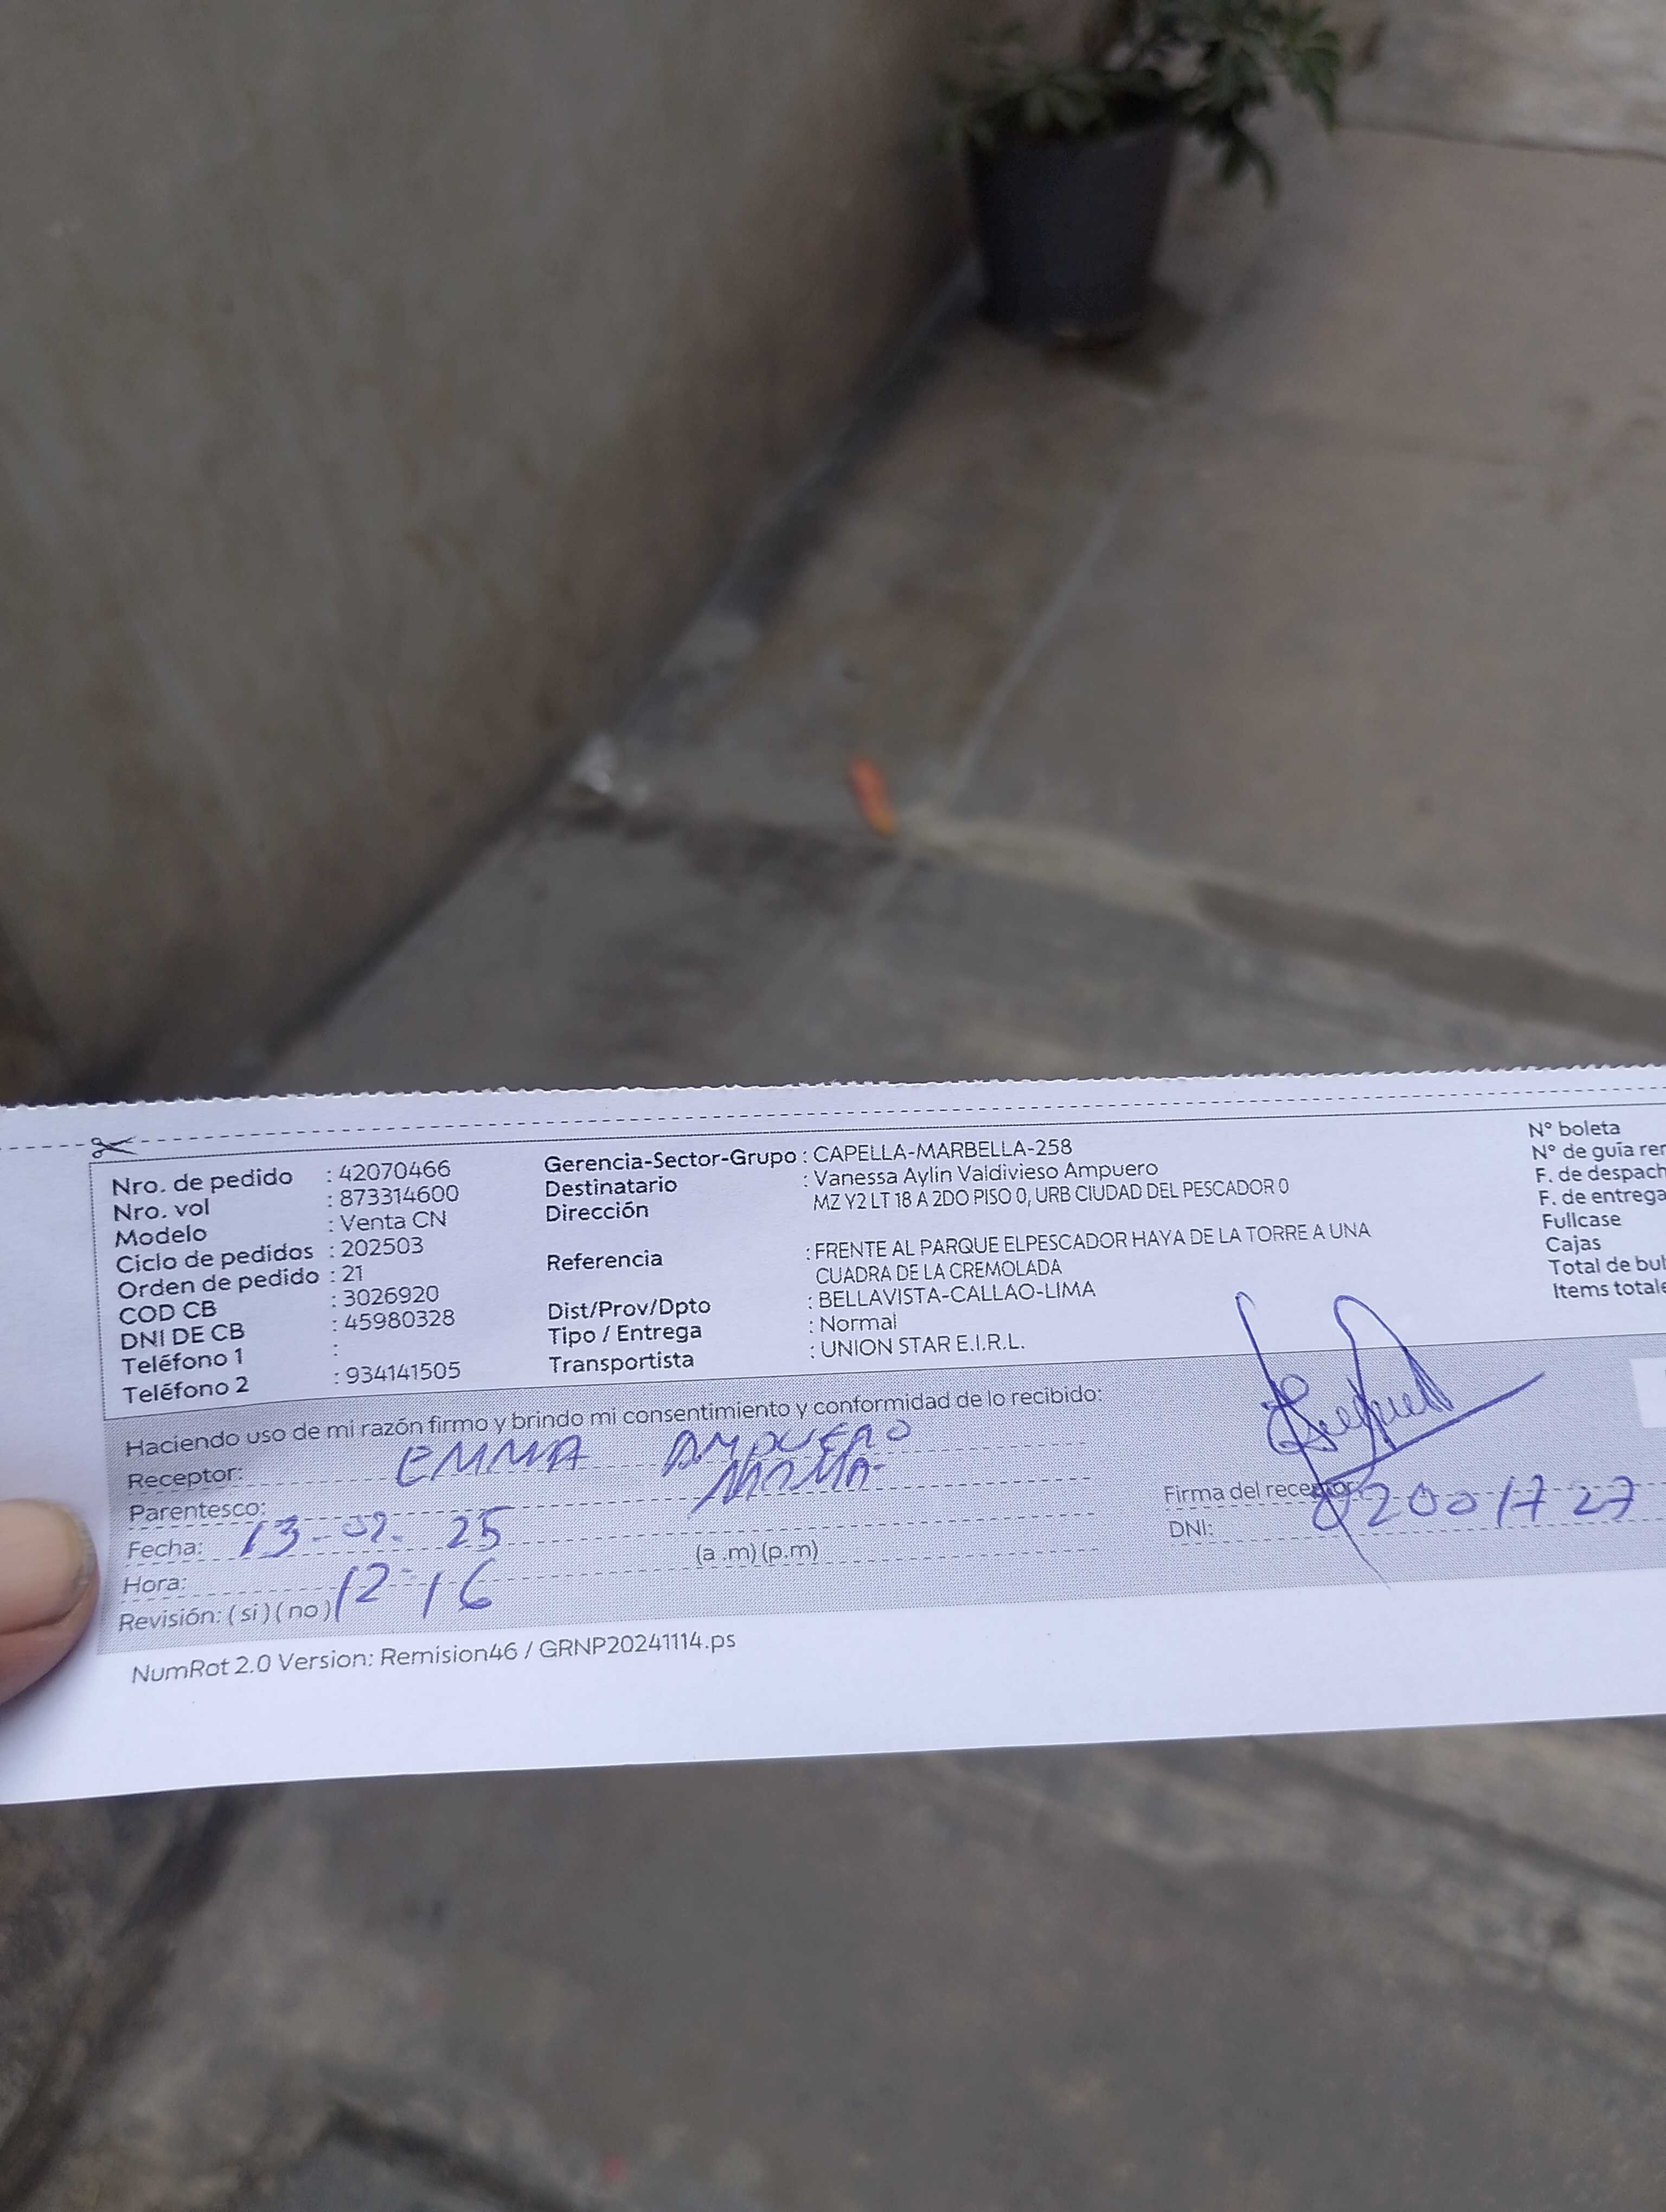 Nro. de pedido : 42070466
Nro. vol : 873314600
Modelo : Venta CN
Ciclo de pedidos : 202503
Orden de pedido : 21
COD CB : 3026920
DNI DE CB : 45980328
Teléfono 1 :
Teléfono 2 : 934141505
Gerencia-Sector-Grupo : CAPELLA-MARBELLA-258
Destinatario : Vanessa Aylin Valdivieso Ampuero
Dirección MZ Y2 LT 18 A 2DO PISO 0, URB CIUDAD DEL PESCADOR 0
Referencia : FRENTE AL PARQUE ELPESCADOR HAYA DE LA TORRE A UNA
CUADRA DE LA CREMOLADA
Dist/Prov/Dpto : BELLAVISTA-CALLAO-LIMA
Tipo / Entrega : Normal
Transportista : UNION STAR E.I.R.L.
N° boleta
N° de guía rer
F. de despach
F. de entrega
Fullcase
Cajas
Total de bul
Items totale
Haciendo uso de mi razón firmo y brindo mi consentimiento y conformidad de lo recibido:
Receptor: EMMA AMPUERO
Parentesco: MAMA
Fecha: 13-02-25
Hora: 12-16 (a .m) (p.m)
Revisión: ( si ) ( no )
Firma del receptor
DNI: 02001727
NumRot 2.0 Version: Remision46 / GRNP20241114.ps